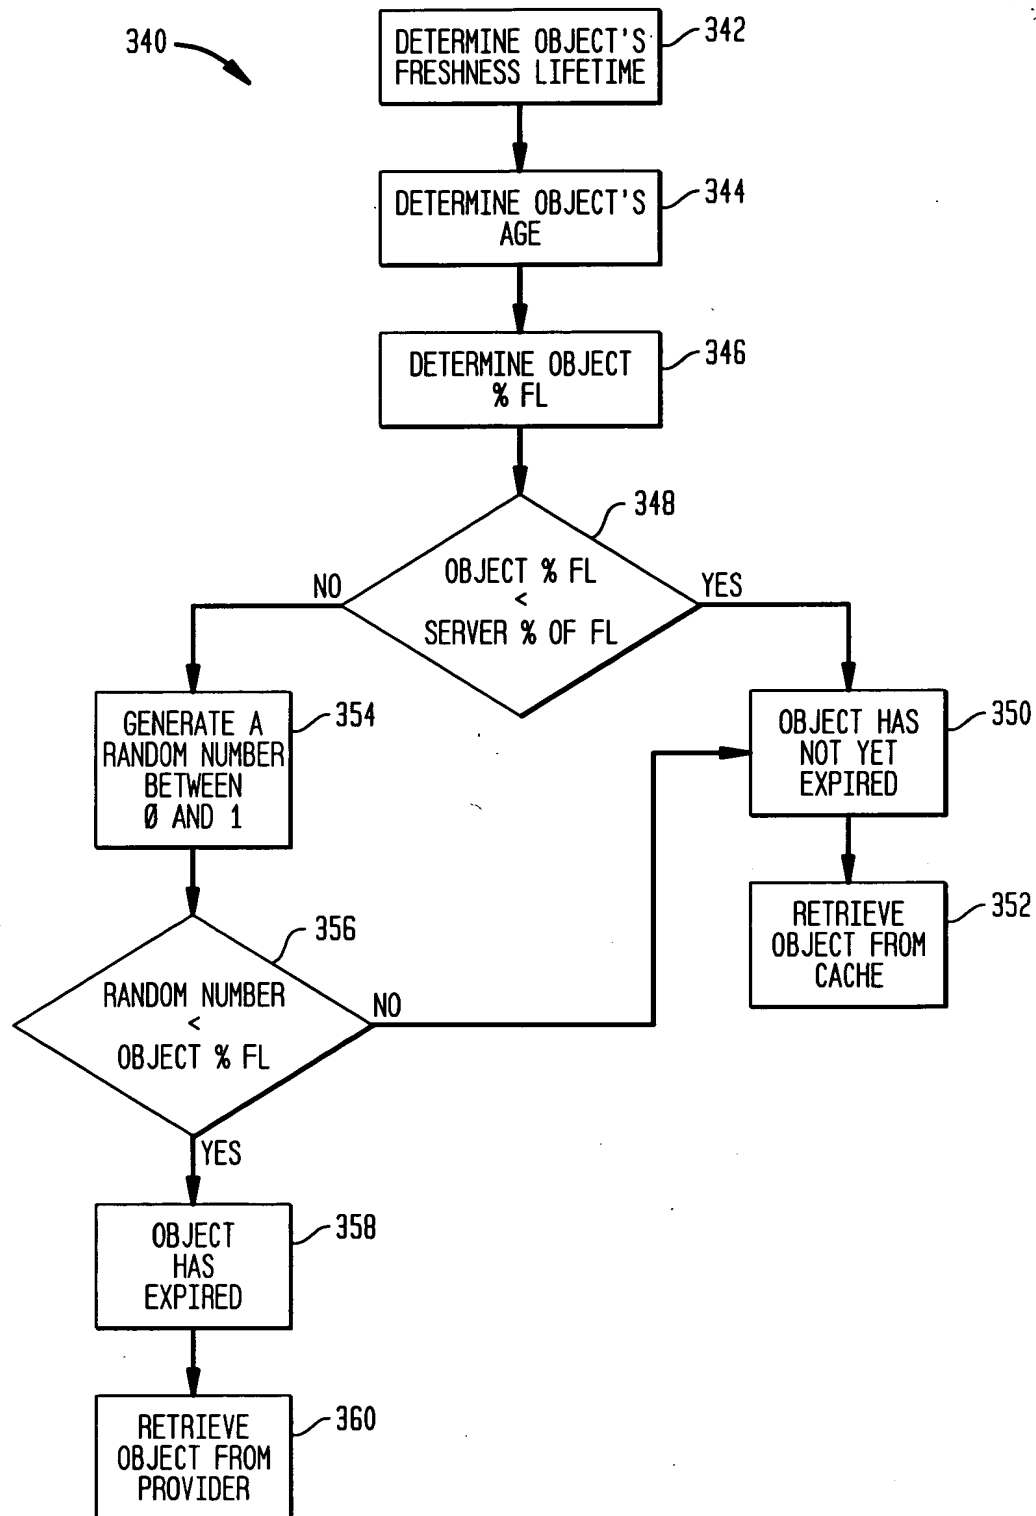 340
DETERMINE OBJECT'S
FRESHNESS LIFETIME
342
DETERMINE OBJECT'S
AGE
344
DETERMINE OBJECT
% FL
346
OBJECT % FL
<
SERVER % OF FL
348
NO
YES
GENERATE A
RANDOM NUMBER
BETWEEN
0 AND 1
354
OBJECT HAS
NOT YET
EXPIRED
350
RETRIEVE
OBJECT FROM
CACHE
352
RANDOM NUMBER
<
OBJECT % FL
356
NO
YES
OBJECT
HAS
EXPIRED
358
RETRIEVE
OBJECT FROM
PROVIDER
360